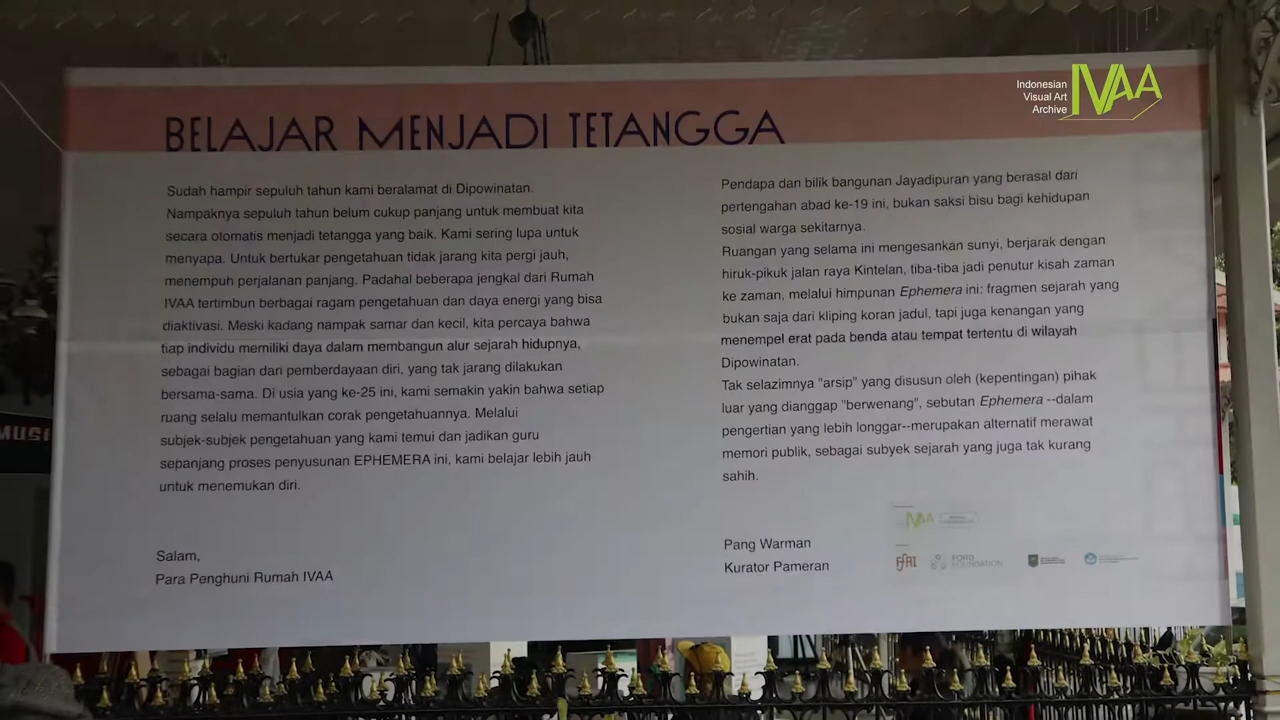 Indonesian
Visual Art
Archive
IVAA
BELAJAR MENJADI TETANGGA
Sudah hampir sepuluh tahun kami beralamat di Dipowinatan.
Nampaknya sepuluh tahun belum cukup panjang untuk membuat kita
secara otomatis menjadi tetangga yang baik. Kami sering lupa untuk
menyapa. Untuk bertukar pengetahuan tidak jarang kita pergi jauh,
menempuh perjalanan panjang. Padahal beberapa jengkal dari Rumah
IVAA tertimbun berbagai ragam pengetahuan dan daya energi yang bisa
diaktivasi. Meski kadang nampak samar dan kecil, kita percaya bahwa
tiap individu memiliki daya dalam membangun alur sejarah hidupnya,
sebagai bagian dari pemberdayaan diri, yang tak jarang dilakukan
bersama-sama. Di usia yang ke-25 ini, kami semakin yakin bahwa setiap
ruang selalu memantulkan corak pengetahuannya. Melalui
subjek-subjek pengetahuan yang kami temui dan jadikan guru
sepanjang proses penyusunan EPHEMERA ini, kami belajar lebih jauh
untuk menemukan diri.
Salam,
Para Penghuni Rumah IVAA
Pendapa dan bilik bangunan Jayadipuran yang berasal dari
pertengahan abad ke-19 ini, bukan saksi bisu bagi kehidupan
sosial warga sekitarnya.
Ruangan yang selama ini mengesankan sunyi, berjarak dengan
hiruk-pikuk jalan raya Kintelan, tiba-tiba jadi penutur kisah zaman
ke zaman, melalui himpunan Ephemera ini: fragmen sejarah yang
bukan saja dari kliping koran jadul, tapi juga kenangan yang
menempel erat pada benda atau tempat tertentu di wilayah
Dipowinatan.
Tak selazimnya "arsip" yang disusun oleh (kepentingan) pihak
luar yang dianggap "berwenang", sebutan Ephemera --dalam
pengertian yang lebih longgar--merupakan alternatif merawat
memori publik, sebagai subyek sejarah yang juga tak kurang
sahih.
Pang Warman
Kurator Pameran
IVAA
FORD
FOUNDATION
MUSI